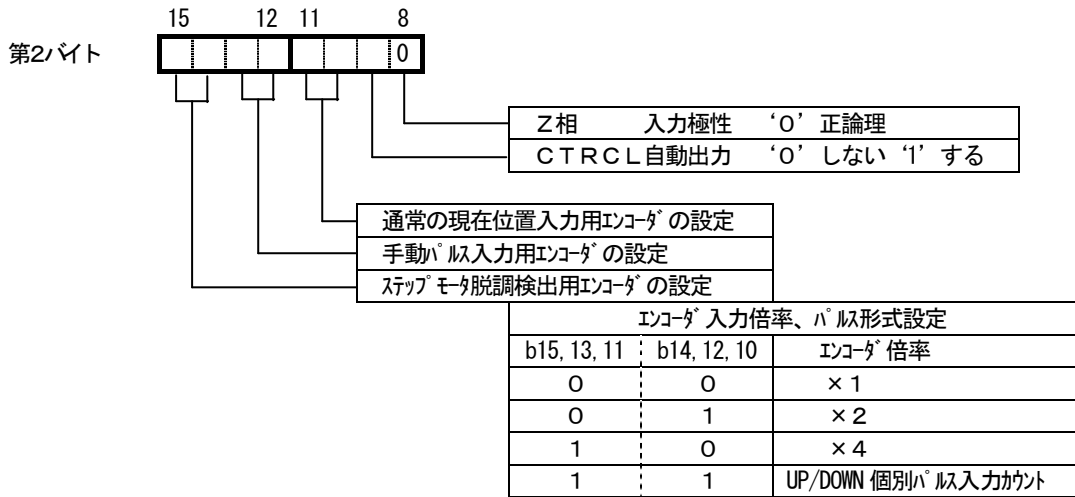 15 12 11 8
第2バイト 0
Z相 入力極性 ‘0’ 正論理
CTRCL自動出力 ‘0’ しない ‘1’ する
通常の現在位置入力用ｴﾝｺｰﾀﾞの設定
手動ﾊﾟﾙｽ入力用ｴﾝｺｰﾀﾞの設定
ｽﾃｯﾌﾟﾓｰﾀ脱調検出用ｴﾝｺｰﾀﾞの設定
ｴﾝｺｰﾀﾞ入力倍率、ﾊﾟﾙｽ形式設定
b15,13,11 b14,12,10 ｴﾝｺｰﾀﾞ倍率
0 0 ×1
0 1 ×2
1 0 ×4
1 1 UP/DOWN個別ﾊﾟﾙｽ入力ｶｳﾝﾄ